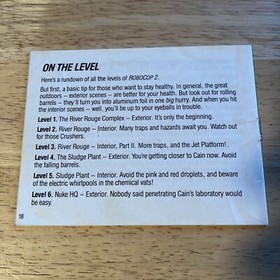 ON THE LEVEL
Here's a rundown of all the levels of ROBOCOP 2.
But first, a basic tip for those who want to stay healthy. In general, the great
outdoors – exterior scenes – are better for your health. But look out for rolling
barrels – they'll turn you into aluminum foil in one big hurry. And when you hit
the interior scenes – well, you'll be up to your eyeballs in trouble.
Level 1. The River Rouge Complex – Exterior. It's only the beginning.
Level 2. River Rouge – Interior. Many traps and hazards await you. Watch out
for those Crushers.
Level 3. River Rouge – Interior, Part II. More traps, and the Jet Platform!
Level 4. The Sludge Plant – Exterior. You're getting closer to Cain now. Avoid
the falling barrels.
Level 5. Sludge Plant – Interior. Avoid the pink and red droplets, and beware
of the electric whirlpools in the chemical vats!
Level 6. Nuke HQ – Exterior. Nobody said penetrating Cain's laboratory would
be easy.
18